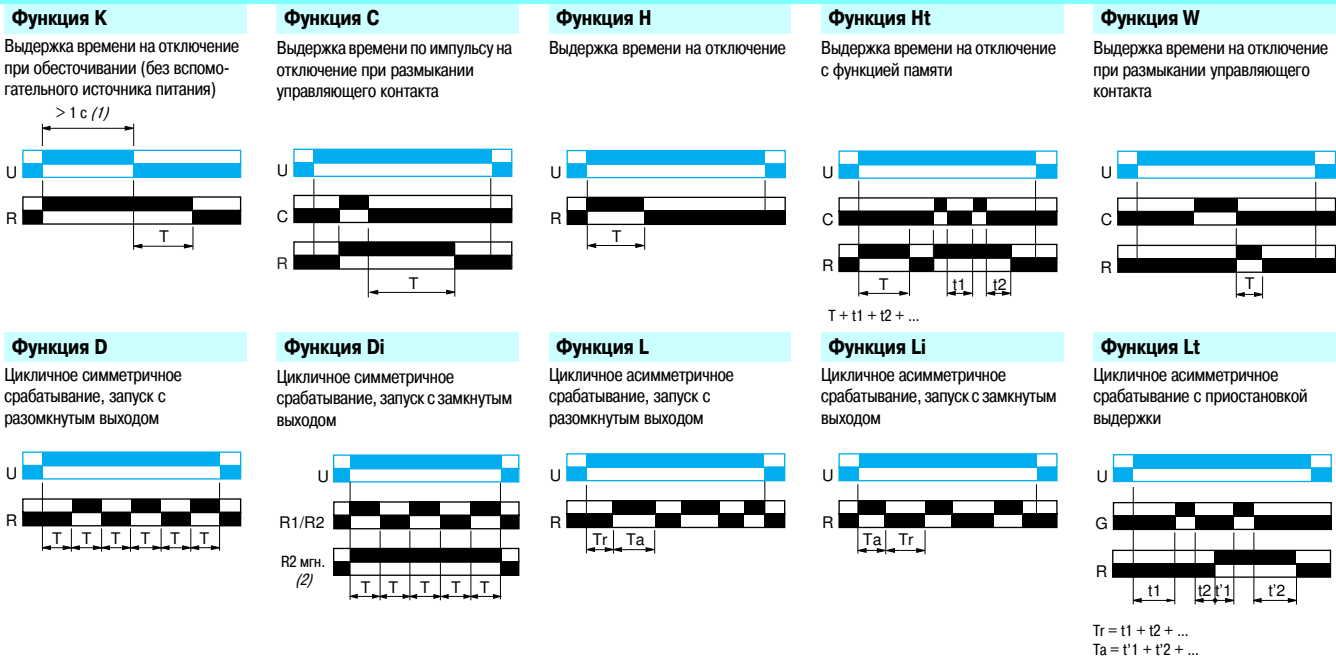 Функция K
Выдержка времени на отключение
при обесточивании (без вспомо-
гательного источника питания)
> 1 с (1)
U
R
T
Функция C
Выдержка времени по импульсу на
отключение при размыкании
управляющего контакта
U
C
R
T
Функция H
Выдержка времени на отключение
U
R
T
Функция Ht
Выдержка времени на отключение
с функцией памяти
U
C
R
T t1 t2
T + t1 + t2 + ...
Функция W
Выдержка времени на отключение
при размыкании управляющего
контакта
U
C
R
T
Функция D
Цикличное симметричное
срабатывание, запуск с
разомкнутым выходом
U
R
T T T T T T
Функция Di
Цикличное симметричное
срабатывание, запуск с замкнутым
выходом
U
R1/R2
R2 мгн.
(2)
T T T T T
Функция L
Цикличное асимметричное
срабатывание, запуск с
разомкнутым выходом
U
R
Tr Ta
Функция Li
Цикличное асимметричное
срабатывание, запуск с замкнутым
выходом
U
R
Ta Tr
Функция Lt
Цикличное асимметричное
срабатывание с приостановкой
выдержки
U
G
R
t1 t2 t'1 t'2
Tr = t1 + t2 + ...
Ta = t'1 + t'2 + ...